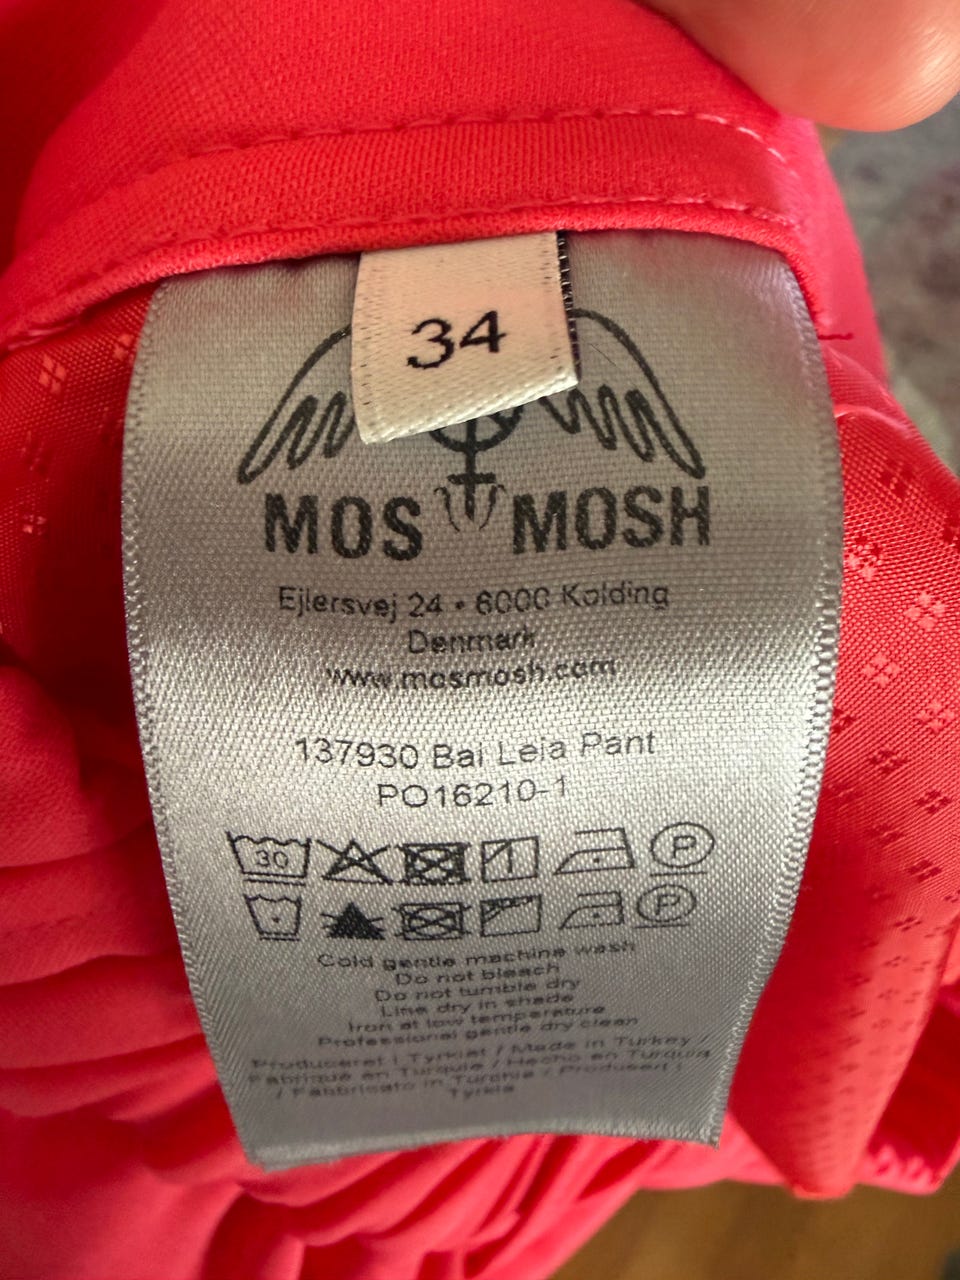 34
MOS MOSH
Ejlersvej 24 • 6000 Kolding
Denmark
www.mosmosh.com
137930 Bai Leia Pant
PO16210-1
30 P
P
Cold gentle machine wash
Do not bleach
Do not tumble dry
Line dry in shade
Iron at low temperature
Professional gentle dry clean
Produceret i Tyrkiet / Made in Turkey /
Fabrique en Turquie / Hecho en Turquia
/ Fabbricato in Turchia / Produsert i
Tyrkia